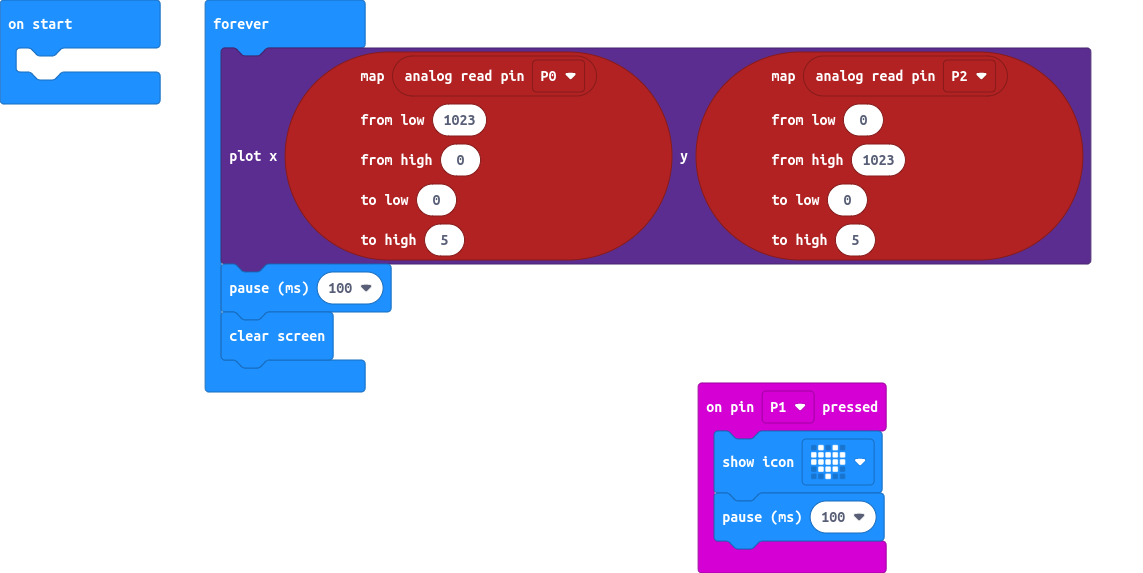 on start
forever
plot x
map analog read pin P0
from low 1023
from high 0
to low 0
to high 5
y
map analog read pin P2
from low 0
from high 1023
to low 0
to high 5
pause (ms) 100
clear screen
on pin P1 pressed
show icon
pause (ms) 100